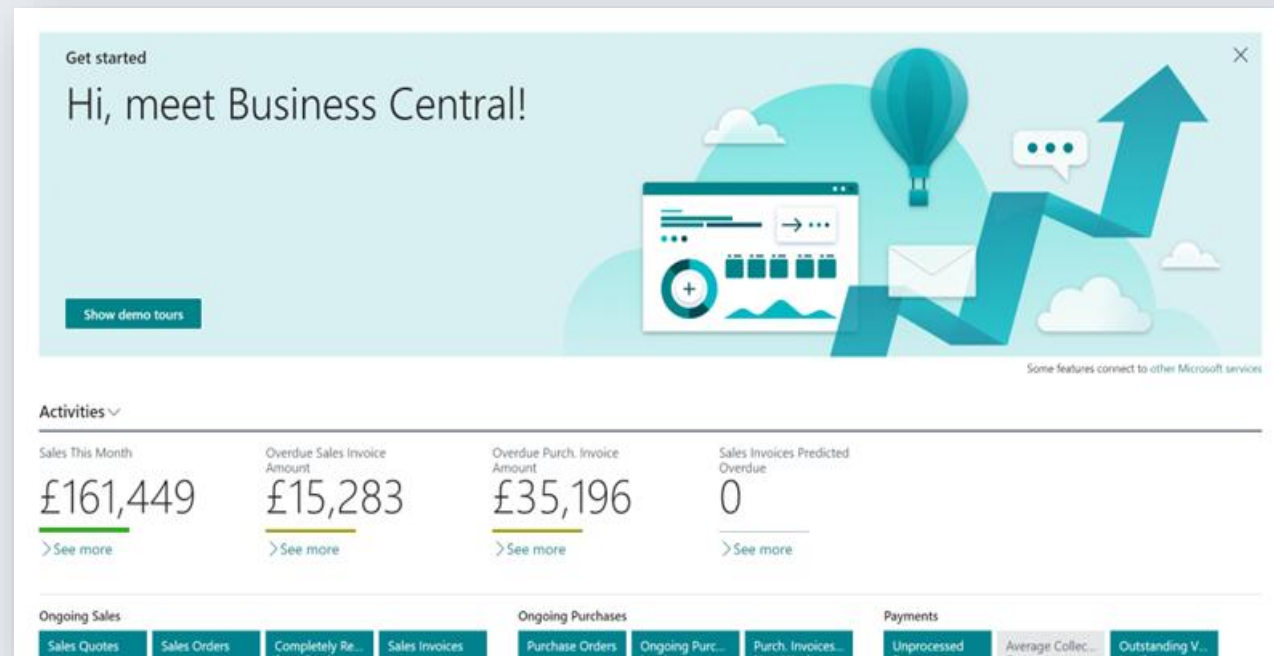 Get started
Hi, meet Business Central!
Show demo tours
Some features connect to other Microsoft services
Activities
Sales This Month
£161,449
See more
Overdue Sales Invoice
Amount
£15,283
See more
Overdue Purch. Invoice
Amount
£35,196
See more
Sales Invoices Predicted
Overdue
0
See more
Ongoing Sales
Sales Quotes
Sales Orders
Completely Re...
Sales Invoices
Ongoing Purchases
Purchase Orders
Ongoing Purc...
Purch. Invoices...
Payments
Unprocessed
Average Collec...
Outstanding V...